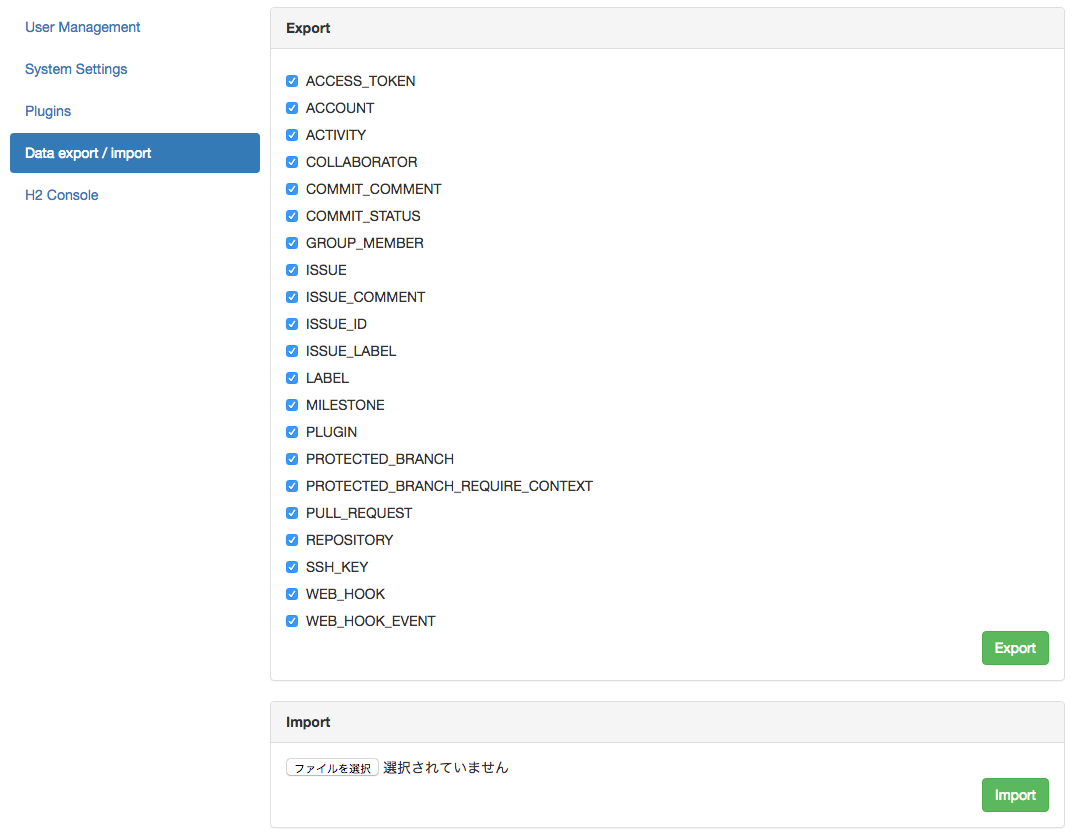 User Management
System Settings
Plugins
Data export / import
H2 Console
Export
ACCESS_TOKEN
ACCOUNT
ACTIVITY
COLLABORATOR
COMMIT_COMMENT
COMMIT_STATUS
GROUP_MEMBER
ISSUE
ISSUE_COMMENT
ISSUE_ID
ISSUE_LABEL
LABEL
MILESTONE
PLUGIN
PROTECTED_BRANCH
PROTECTED_BRANCH_REQUIRE_CONTEXT
PULL_REQUEST
REPOSITORY
SSH_KEY
WEB_HOOK
WEB_HOOK_EVENT
Export
Import
ファイルを選択 選択されていません
Import